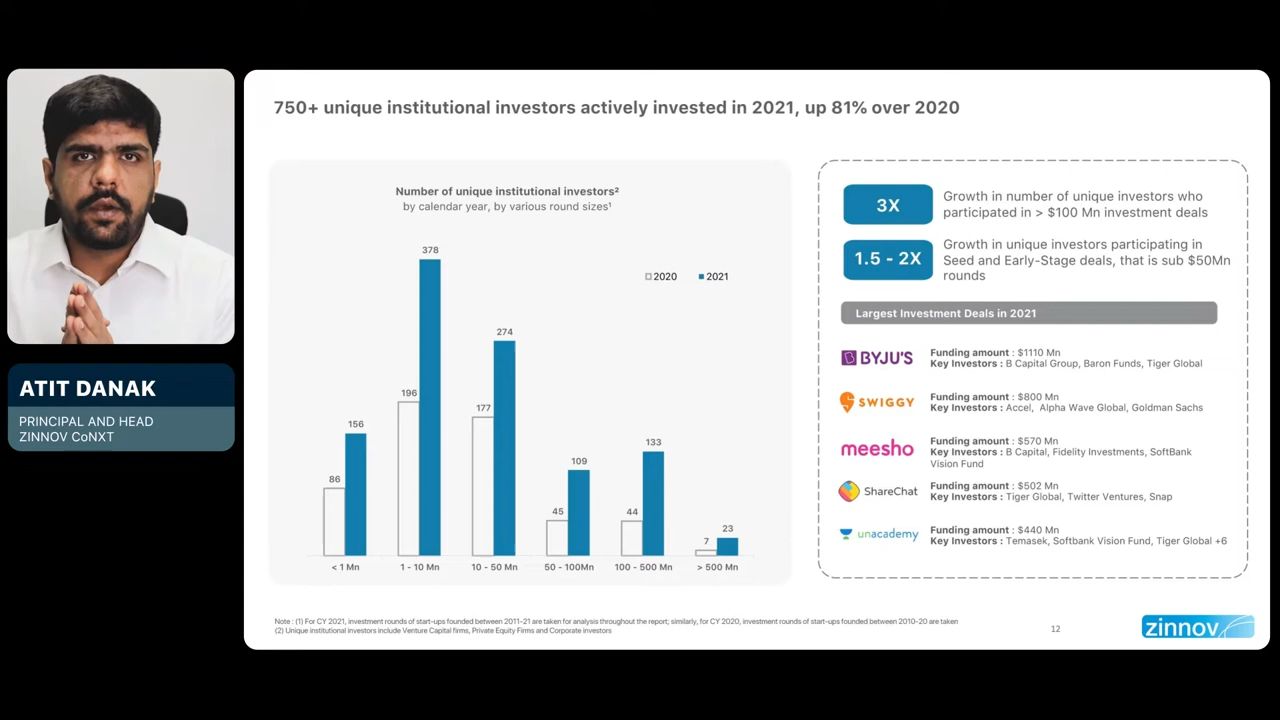 750+ unique institutional investors actively invested in 2021, up 81% over 2020
Number of unique institutional investors²
by calendar year, by various round sizes¹
2020
2021
86
156
196
378
177
274
45
109
44
133
7
23
< 1 Mn
1 - 10 Mn
10 - 50 Mn
50 - 100Mn
100 - 500 Mn
> 500 Mn
3X
Growth in number of unique investors who
participated in > $100 Mn investment deals
1.5 - 2X
Growth in unique investors participating in
Seed and Early-Stage deals, that is sub $50Mn
rounds
Largest Investment Deals in 2021
BYJU'S
Funding amount : $1110 Mn
Key Investors : B Capital Group, Baron Funds, Tiger Global
SWIGGY
Funding amount : $800 Mn
Key Investors : Accel, Alpha Wave Global, Goldman Sachs
meesho
Funding amount : $570 Mn
Key Investors : B Capital, Fidelity Investments, SoftBank
Vision Fund
ShareChat
Funding amount : $502 Mn
Key Investors : Tiger Global, Twitter Ventures, Snap
unacademy
Funding amount : $440 Mn
Key Investors : Temasek, Softbank Vision Fund, Tiger Global +6
ATIT DANAK
PRINCIPAL AND HEAD
ZINNOV CoNXT
Note : (1) For CY 2021, investment rounds of start-ups founded between 2011-21 are taken for analysis throughout the report; similarly, for CY 2020, investment rounds of start-ups founded between 2010-20 are taken
(2) Unique institutional investors include Venture Capital firms, Private Equity Firms and Corporate investors
12
zinnov